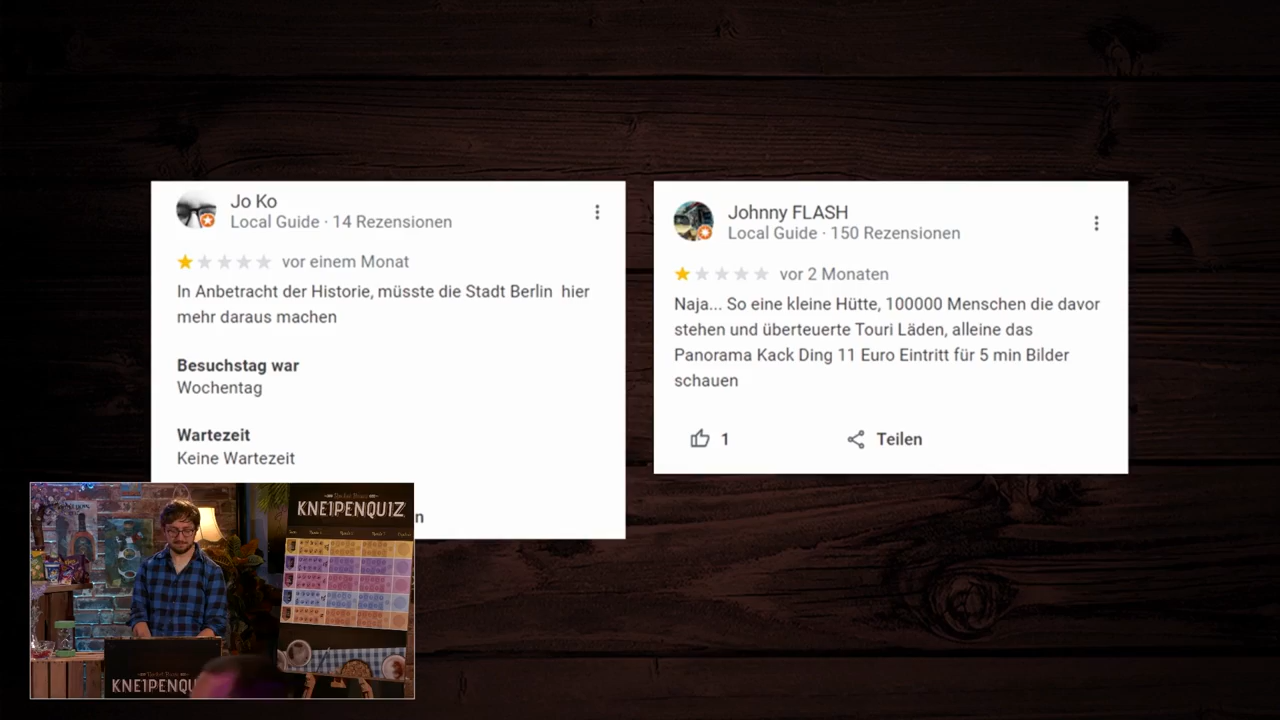 Jo Ko
Local Guide · 14 Rezensionen
vor einem Monat
In Anbetracht der Historie, müsste die Stadt Berlin hier
mehr daraus machen
Besuchstag war
Wochentag
Wartezeit
Keine Wartezeit
n
Johnny FLASH
Local Guide · 150 Rezensionen
vor 2 Monaten
Naja... So eine kleine Hütte, 100000 Menschen die davor
stehen und überteuerte Touri Läden, alleine das
Panorama Kack Ding 11 Euro Eintritt für 5 min Bilder
schauen
1
Teilen
KNEIPENQUIZ
KNEIPENQU